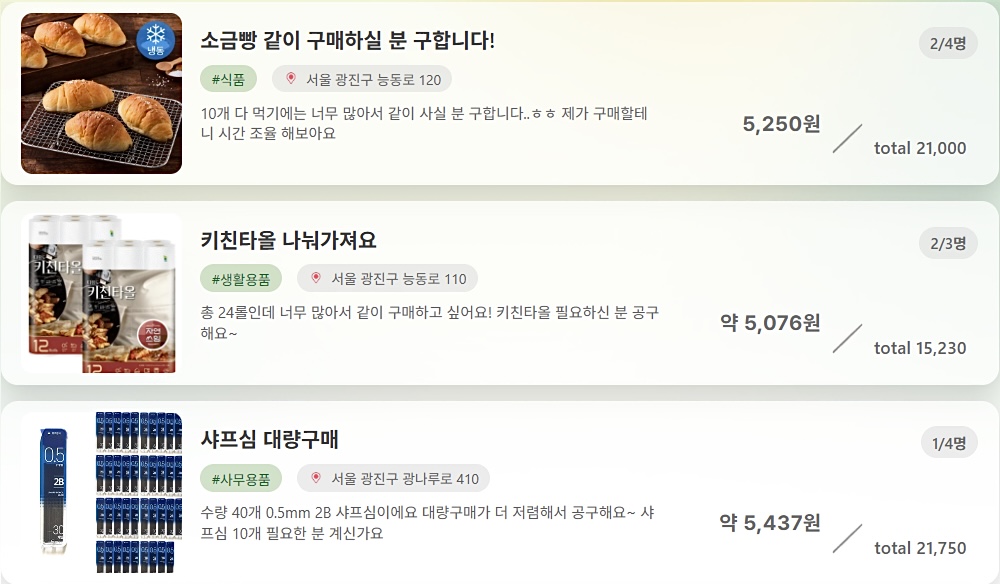 냉동
소금빵 같이 구매하실 분 구합니다!
2/4명
#식품
서울 광진구 능동로 120
10개 다 먹기에는 너무 많아서 같이 사실 분 구합니다..ㅎㅎ 제가 구매할테
니 시간 조율 해보아요
5,250원
total 21,000
키친타올
키친타올
자연
스밈
12
12
키친타올 나눠가져요
2/3명
#생활용품
서울 광진구 능동로 110
총 24롤인데 너무 많아서 같이 구매하고 싶어요! 키친타올 필요하신 분 공구
해요~
약 5,076원
total 15,230
0.5
2B
30
샤프심 대량구매
1/4명
#사무용품
서울 광진구 광나루로 410
수량 40개 0.5mm 2B 샤프심이에요 대량구매가 더 저렴해서 공구해요~ 샤
프심 10개 필요한 분 계신가요
약 5,437원
total 21,750